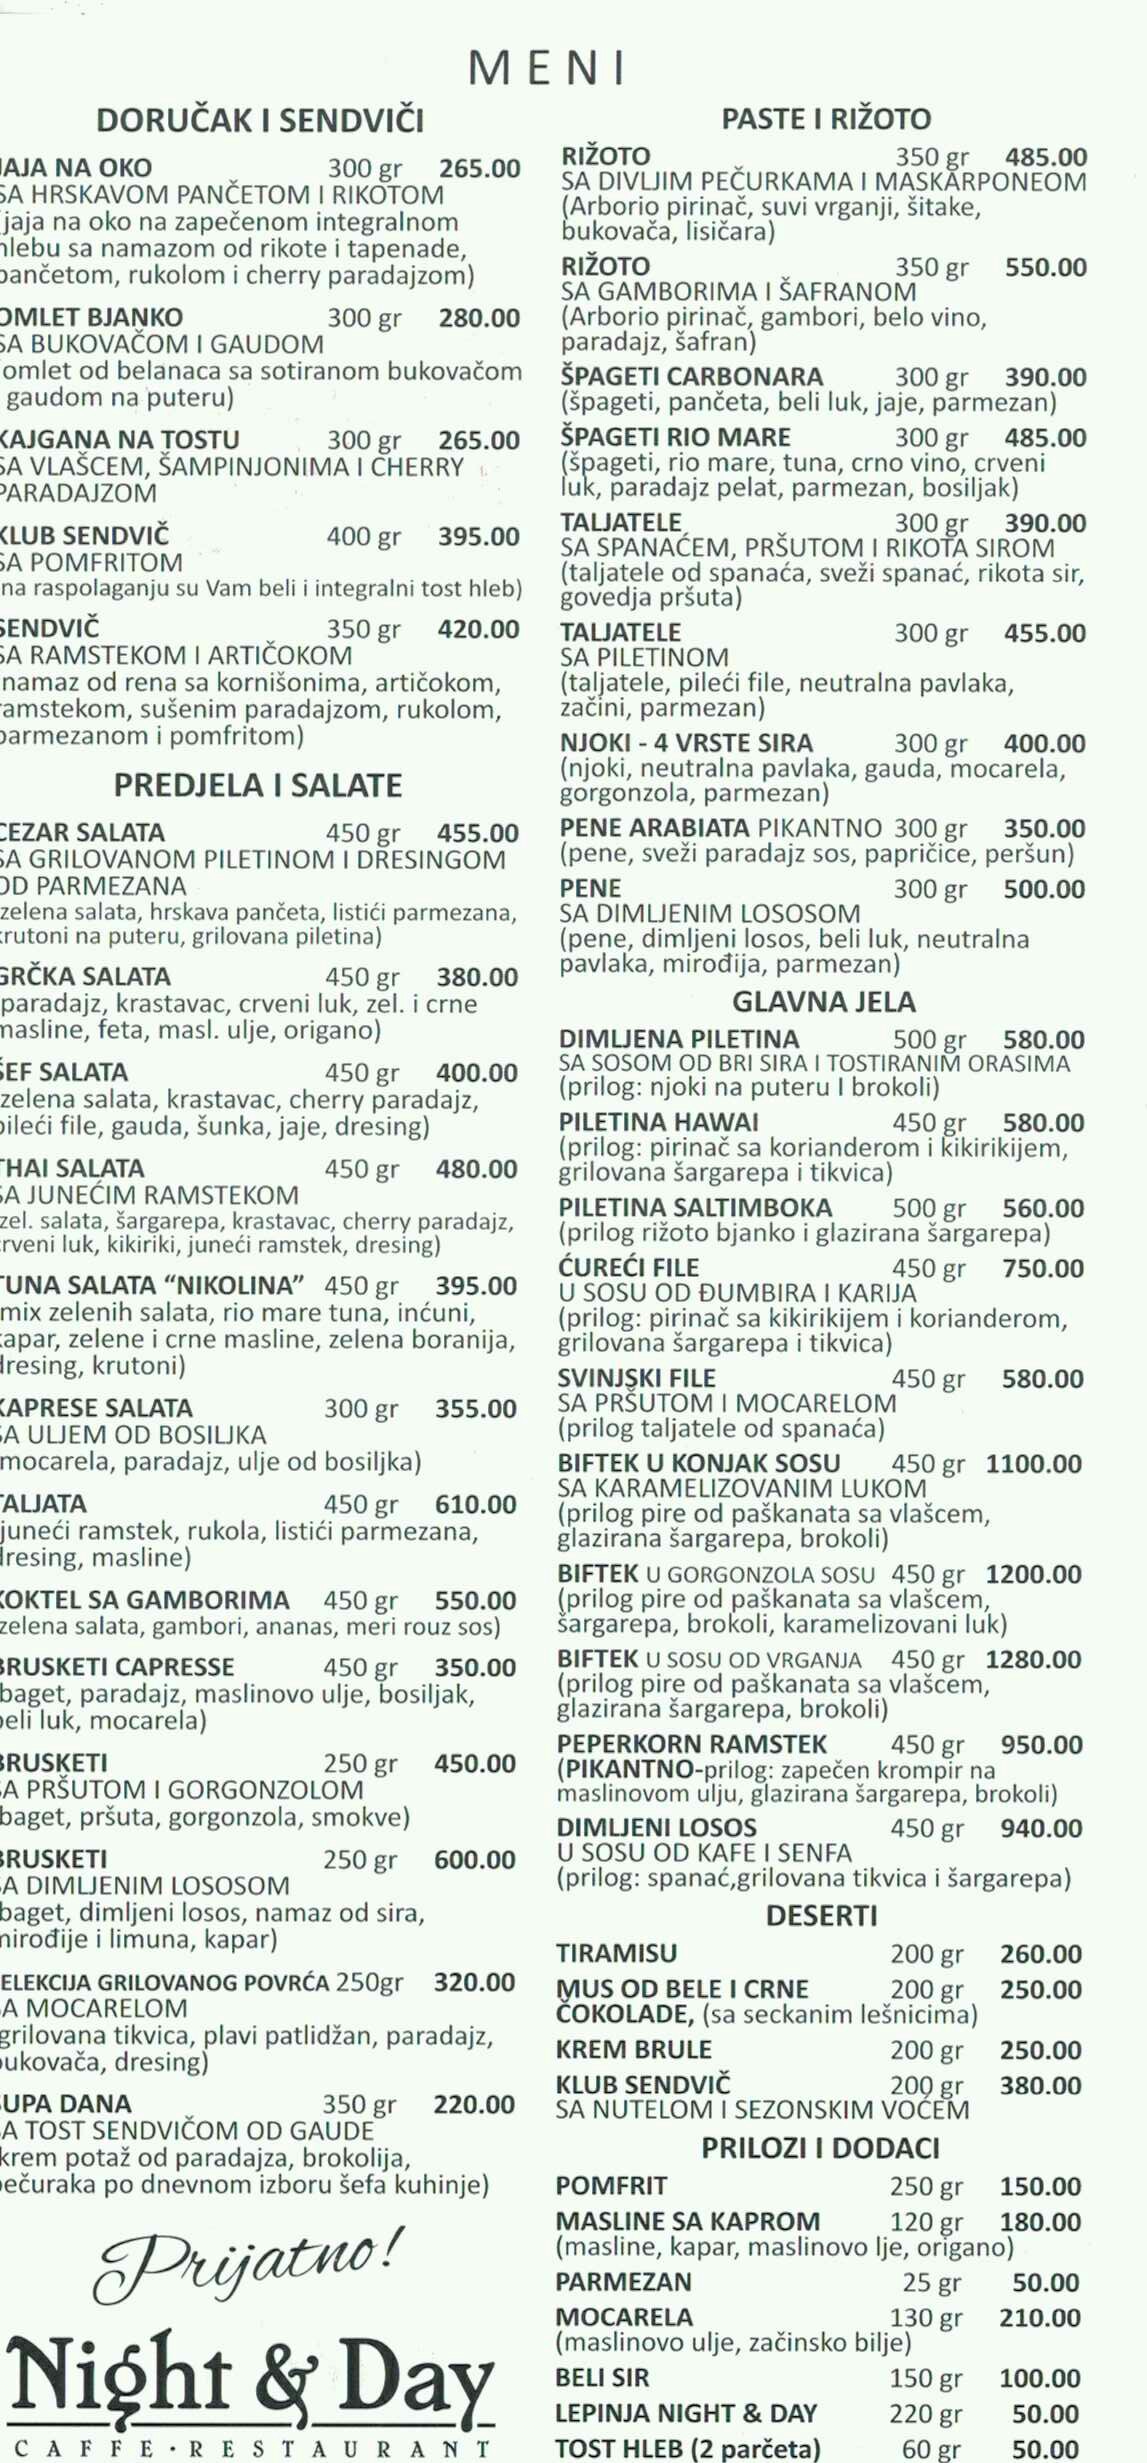 MENI
DORUČAK I SENDVIČI
JAJA NA OKO 300 gr 265.00
SA HRSKAVOM PANČETOM I RIKOTOM
(jaja na oko na zapečenom integralnom
hlebu sa namazom od rikote i tapenade,
pančetom, rukolom i cherry paradajzom)
OMLET BJANKO 300 gr 280.00
SA BUKOVAČOM I GAUDOM
(omlet od belanaca sa sotiranom bukovačom
i gaudom na puteru)
KAJGANA NA TOSTU 300 gr 265.00
SA VLAŠCEM, ŠAMPINJONIMA I CHERRY
PARADAJZOM
KLUB SENDVIČ 400 gr 395.00
SA POMFRITOM
(na raspolaganju su Vam beli i integralni tost hleb)
SENDVIČ 350 gr 420.00
SA RAMSTEKOM I ARTIČOKOM
(namaz od rena sa kornišonima, artičokom,
ramstekom, sušenim paradajzom, rukolom,
parmezanom i pomfritom)
PREDJELA I SALATE
CEZAR SALATA 450 gr 455.00
SA GRILOVANOM PILETINOM I DRESINGOM
OD PARMEZANA
(zelena salata, hrskava pančeta, listići parmezana,
krutoni na puteru, grilovana piletina)
GRČKA SALATA 450 gr 380.00
(paradajz, krastavac, crveni luk, zel. i crne
masline, feta, masl. ulje, origano)
ŠEF SALATA 450 gr 400.00
(zelena salata, krastavac, cherry paradajz,
pileći file, gauda, šunka, jaje, dresing)
THAI SALATA 450 gr 480.00
SA JUNEĆIM RAMSTEKOM
(zel. salata, šargarepa, krastavac, cherry paradajz,
crveni luk, kikiriki, juneći ramstek, dresing)
TUNA SALATA “NIKOLINA” 450 gr 395.00
(mix zelenih salata, rio mare tuna, inćuni,
kapar, zelene i crne masline, zelena boranija,
dresing, krutoni)
KAPRESE SALATA 300 gr 355.00
SA ULJEM OD BOSILJKA
(mocarela, paradajz, ulje od bosiljka)
TALJATA 450 gr 610.00
(juneći ramstek, rukola, listići parmezana,
dresing, masline)
KOKTEL SA GAMBORIMA 450 gr 550.00
(zelena salata, gambori, ananas, meri rouz sos)
BRUSKETI CAPRESSE 450 gr 350.00
(baget, paradajz, maslinovo ulje, bosiljak,
beli luk, mocarela)
BRUSKETI 250 gr 450.00
SA PRŠUTOM I GORGONZOLOM
(baget, pršuta, gorgonzola, smokve)
BRUSKETI 250 gr 600.00
SA DIMLJENIM LOSOSOM
(baget, dimljeni losos, namaz od sira,
mirođije i limuna, kapar)
SELEKCIJA GRILOVANOG POVRĆA 250gr 320.00
SA MOCARELOM
(grilovana tikvica, plavi patlidžan, paradajz,
bukovača, dresing)
SUPA DANA 350 gr 220.00
SA TOST SENDVIČOM OD GAUDE
(krem potaž od paradajza, brokolija,
pečuraka po dnevnom izboru šefa kuhinje)
Prijatno!
Night & Day
CAFFE·RESTAURANT
PASTE I RIŽOTO
RIŽOTO 350 gr 485.00
SA DIVLJIM PEČURKAMA I MASKARPONEOM
(Arborio pirinač, suvi vrganji, šitake,
bukovača, lisičara)
RIŽOTO 350 gr 550.00
SA GAMBORIMA I ŠAFRANOM
(Arborio pirinač, gambori, belo vino,
paradajz, šafran)
ŠPAGETI CARBONARA 300 gr 390.00
(špageti, pančeta, beli luk, jaje, parmezan)
ŠPAGETI RIO MARE 300 gr 485.00
(špageti, rio mare, tuna, crno vino, crveni
luk, paradajz pelat, parmezan, bosiljak)
TALJATELE 300 gr 390.00
SA SPANAĆEM, PRŠUTOM I RIKOTA SIROM
(taljatele od spanaća, sveži spanać, rikota sir,
govedja pršuta)
TALJATELE 300 gr 455.00
SA PILETINOM
(taljatele, pileći file, neutralna pavlaka,
začini, parmezan)
NJOKI - 4 VRSTE SIRA 300 gr 400.00
(njoki, neutralna pavlaka, gauda, mocarela,
gorgonzola, parmezan)
PENE ARABIATA PIKANTNO 300 gr 350.00
(pene, sveži paradajz sos, papričice, peršun)
PENE 300 gr 500.00
SA DIMLJENIM LOSOSOM
(pene, dimljeni losos, beli luk, neutralna
pavlaka, mirođija, parmezan)
GLAVNA JELA
DIMLJENA PILETINA 500 gr 580.00
SA SOSOM OD BRI SIRA I TOSTIRANIM ORASIMA
(prilog: njoki na puteru I brokoli)
PILETINA HAWAI 450 gr 580.00
(prilog: pirinač sa korianderom i kikirikijem,
grilovana šargarepa i tikvica)
PILETINA SALTIMBOKA 500 gr 560.00
(prilog rižoto bjanko i glazirana šargarepa)
ĆUREĆI FILE 450 gr 750.00
U SOSU OD ĐUMBIRA I KARIJA
(prilog: pirinač sa kikirikijem i korianderom,
grilovana šargarepa i tikvica)
SVINJSKI FILE 450 gr 580.00
SA PRŠUTOM I MOCARELOM
(prilog taljatele od spanaća)
BIFTEK U KONJAK SOSU 450 gr 1100.00
SA KARAMELIZOVANIM LUKOM
(prilog pire od paškanata sa vlašcem,
glazirana šargarepa, brokoli)
BIFTEK U GORGONZOLA SOSU 450 gr 1200.00
(prilog pire od paškanata sa vlašcem,
šargarepa, brokoli, karamelizovani luk)
BIFTEK U SOSU OD VRGANJA 450 gr 1280.00
(prilog pire od paškanata sa vlašcem,
glazirana šargarepa, brokoli)
PEPERKORN RAMSTEK 450 gr 950.00
(PIKANTNO-prilog: zapečen krompir na
maslinovom ulju, glazirana šargarepa, brokoli)
DIMLJENI LOSOS 450 gr 940.00
U SOSU OD KAFE I SENFA
(prilog: spanać,grilovana tikvica i šargarepa)
DESERTI
TIRAMISU 200 gr 260.00
MUS OD BELE I CRNE 200 gr 250.00
ČOKOLADE, (sa seckanim lešnicima)
KREM BRULE 200 gr 250.00
KLUB SENDVIČ 200 gr 380.00
SA NUTELOM I SEZONSKIM VOĆEM
PRILOZI I DODACI
POMFRIT 250 gr 150.00
MASLINE SA KAPROM 120 gr 180.00
(masline, kapar, maslinovo lje, origano)
PARMEZAN 25 gr 50.00
MOCARELA 130 gr 210.00
(maslinovo ulje, začinsko bilje)
BELI SIR 150 gr 100.00
LEPINJA NIGHT & DAY 220 gr 50.00
TOST HLEB (2 parčeta) 60 gr 50.00